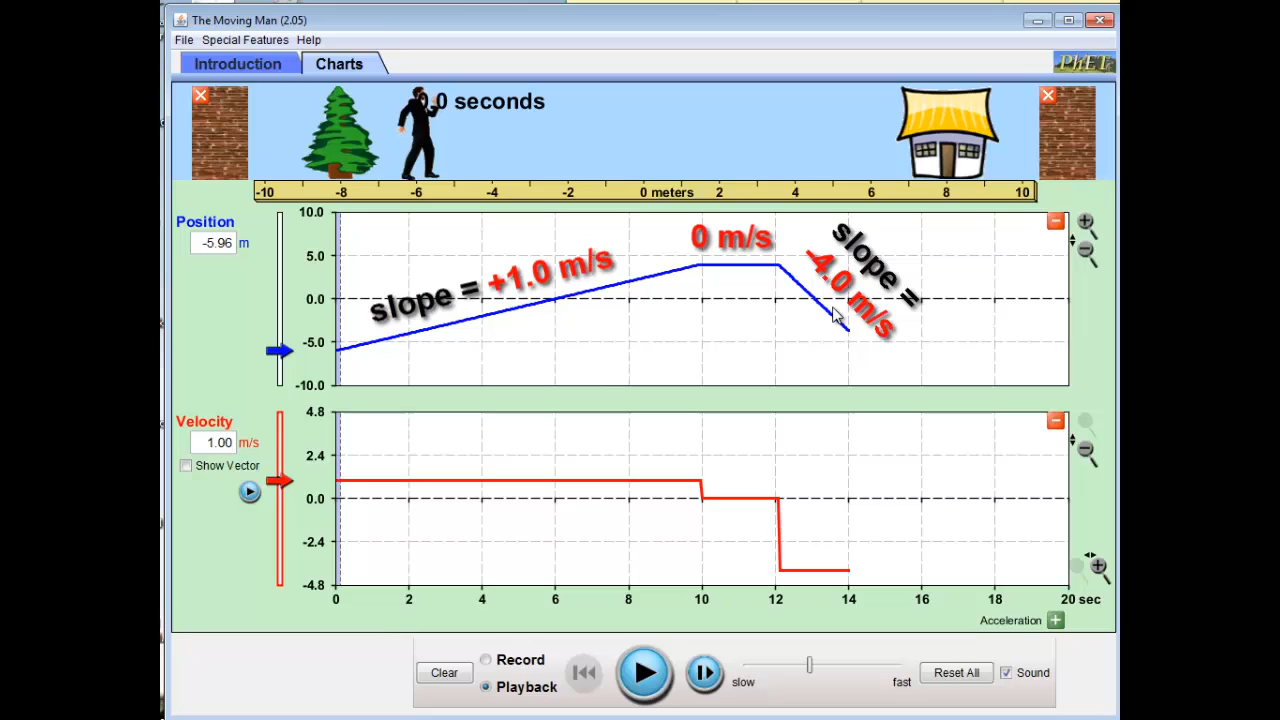 The Moving Man (2.05)
File Special Features Help
Introduction Charts
PhET
0.0 seconds
-10 -8 -6 -4 -2 0 meters 2 4 6 8 10
Position
-5.96 m
10.0
5.0
0.0
-5.0
-10.0
slope = +1.0 m/s
0 m/s
slope =
-4.0 m/s
Velocity
1.00 m/s
Show Vector
4.8
2.4
0.0
-2.4
-4.8
0 2 4 6 8 10 12 14 16 18 20 sec
Acceleration
Clear
Record
Playback
slow fast
Reset All
Sound